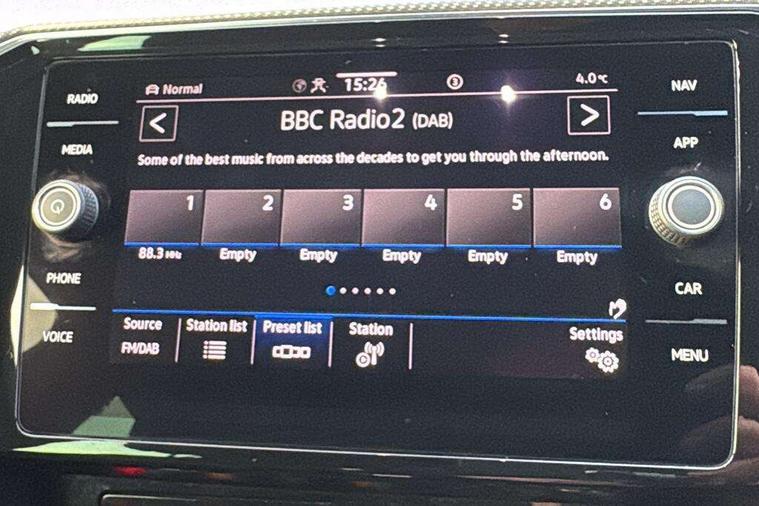 RADIO
MEDIA
PHONE
VOICE
Normal
15:26
3
4.0°C
BBC Radio2 (DAB)
Some of the best music from across the decades to get you through the afternoon.
1 2 3 4 5 6
88.3 MHz Empty Empty Empty Empty Empty
Source Station list Preset list Station Settings
FM/DAB
NAV
APP
CAR
MENU